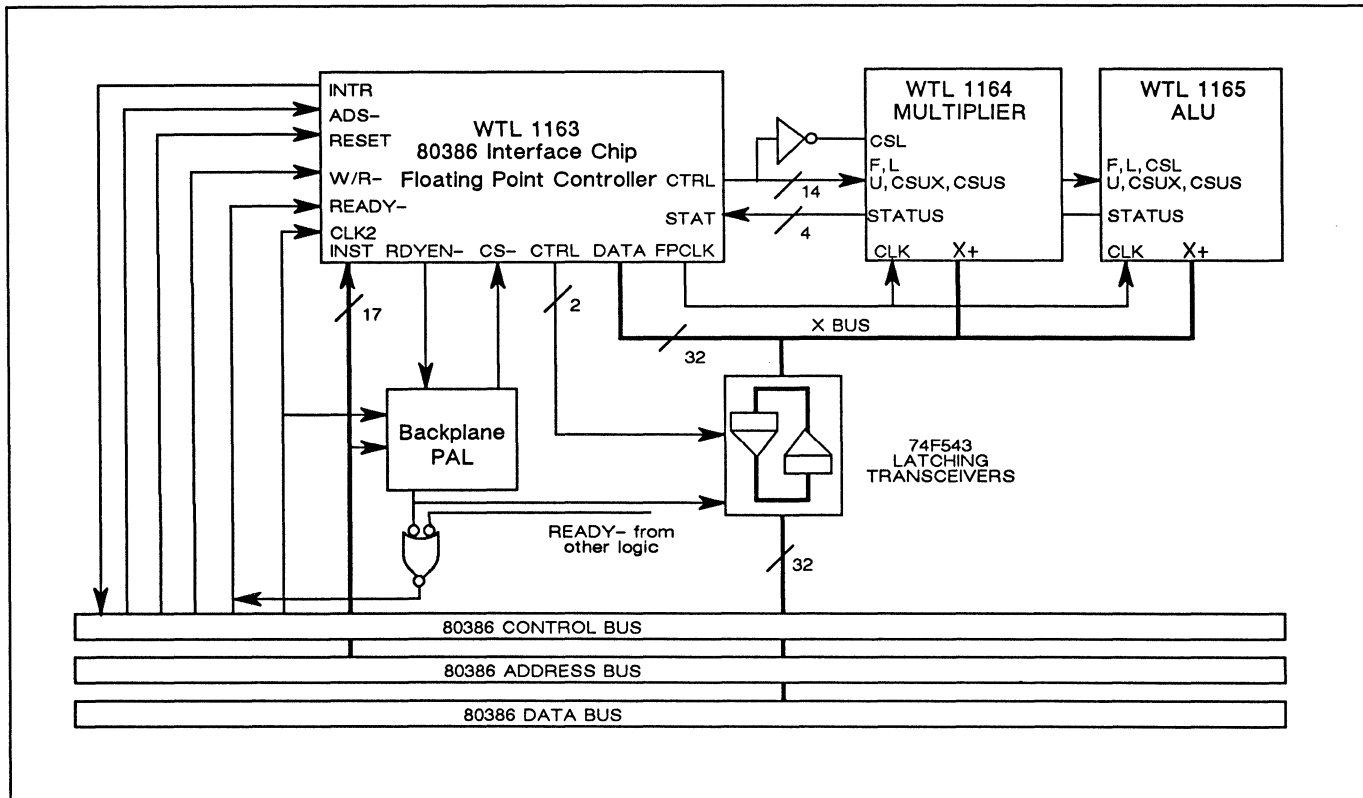 INTR
ADS-
RESET
W/R-
READY-
CLK2
INST RDYEN- CS- CTRL DATA FPCLK
WTL 1163
80386 Interface Chip
Floating Point Controller
CTRL
STAT
14
4
WTL 1164
MULTIPLIER
CSL
F, L
U, CSUX, CSUS
STATUS
CLK X+
WTL 1165
ALU
F, L, CSL
U, CSUX, CSUS
STATUS
CLK X+
17
2
X BUS
32
Backplane
PAL
74F543
LATCHING
TRANSCEIVERS
READY- from
other logic
32
80386 CONTROL BUS
80386 ADDRESS BUS
80386 DATA BUS